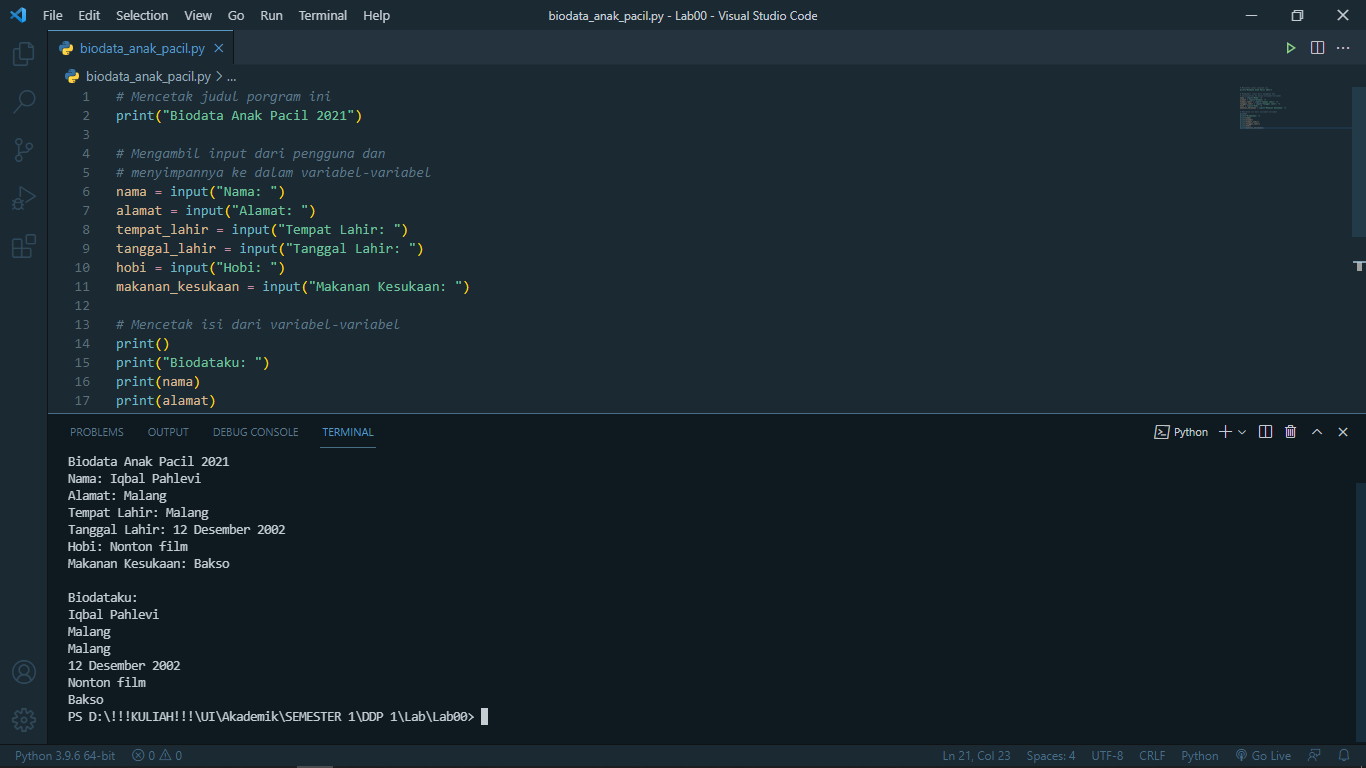 File Edit Selection View Go Run Terminal Help biodata_anak_pacil.py - Lab00 - Visual Studio Code
biodata_anak_pacil.py
biodata_anak_pacil.py > ...
1 # Mencetak judul porgram ini
2 print("Biodata Anak Pacil 2021")
3
4 # Mengambil input dari pengguna dan
5 # menyimpannya ke dalam variabel-variabel
6 nama = input("Nama: ")
7 alamat = input("Alamat: ")
8 tempat_lahir = input("Tempat Lahir: ")
9 tanggal_lahir = input("Tanggal Lahir: ")
10 hobi = input("Hobi: ")
11 makanan_kesukaan = input("Makanan Kesukaan: ")
12
13 # Mencetak isi dari variabel-variabel
14 print()
15 print("Biodataku: ")
16 print(nama)
17 print(alamat)
PROBLEMS OUTPUT DEBUG CONSOLE TERMINAL Python
Biodata Anak Pacil 2021
Nama: Iqbal Pahlevi
Alamat: Malang
Tempat Lahir: Malang
Tanggal Lahir: 12 Desember 2002
Hobi: Nonton film
Makanan Kesukaan: Bakso
Biodataku:
Iqbal Pahlevi
Malang
Malang
12 Desember 2002
Nonton film
Bakso
PS D:\!!!KULIAH!!!\UI\Akademik\SEMESTER 1\DDP 1\Lab\Lab00>
Python 3.9.6 64-bit 0 0 Ln 21, Col 23 Spaces: 4 UTF-8 CRLF Python Go Live